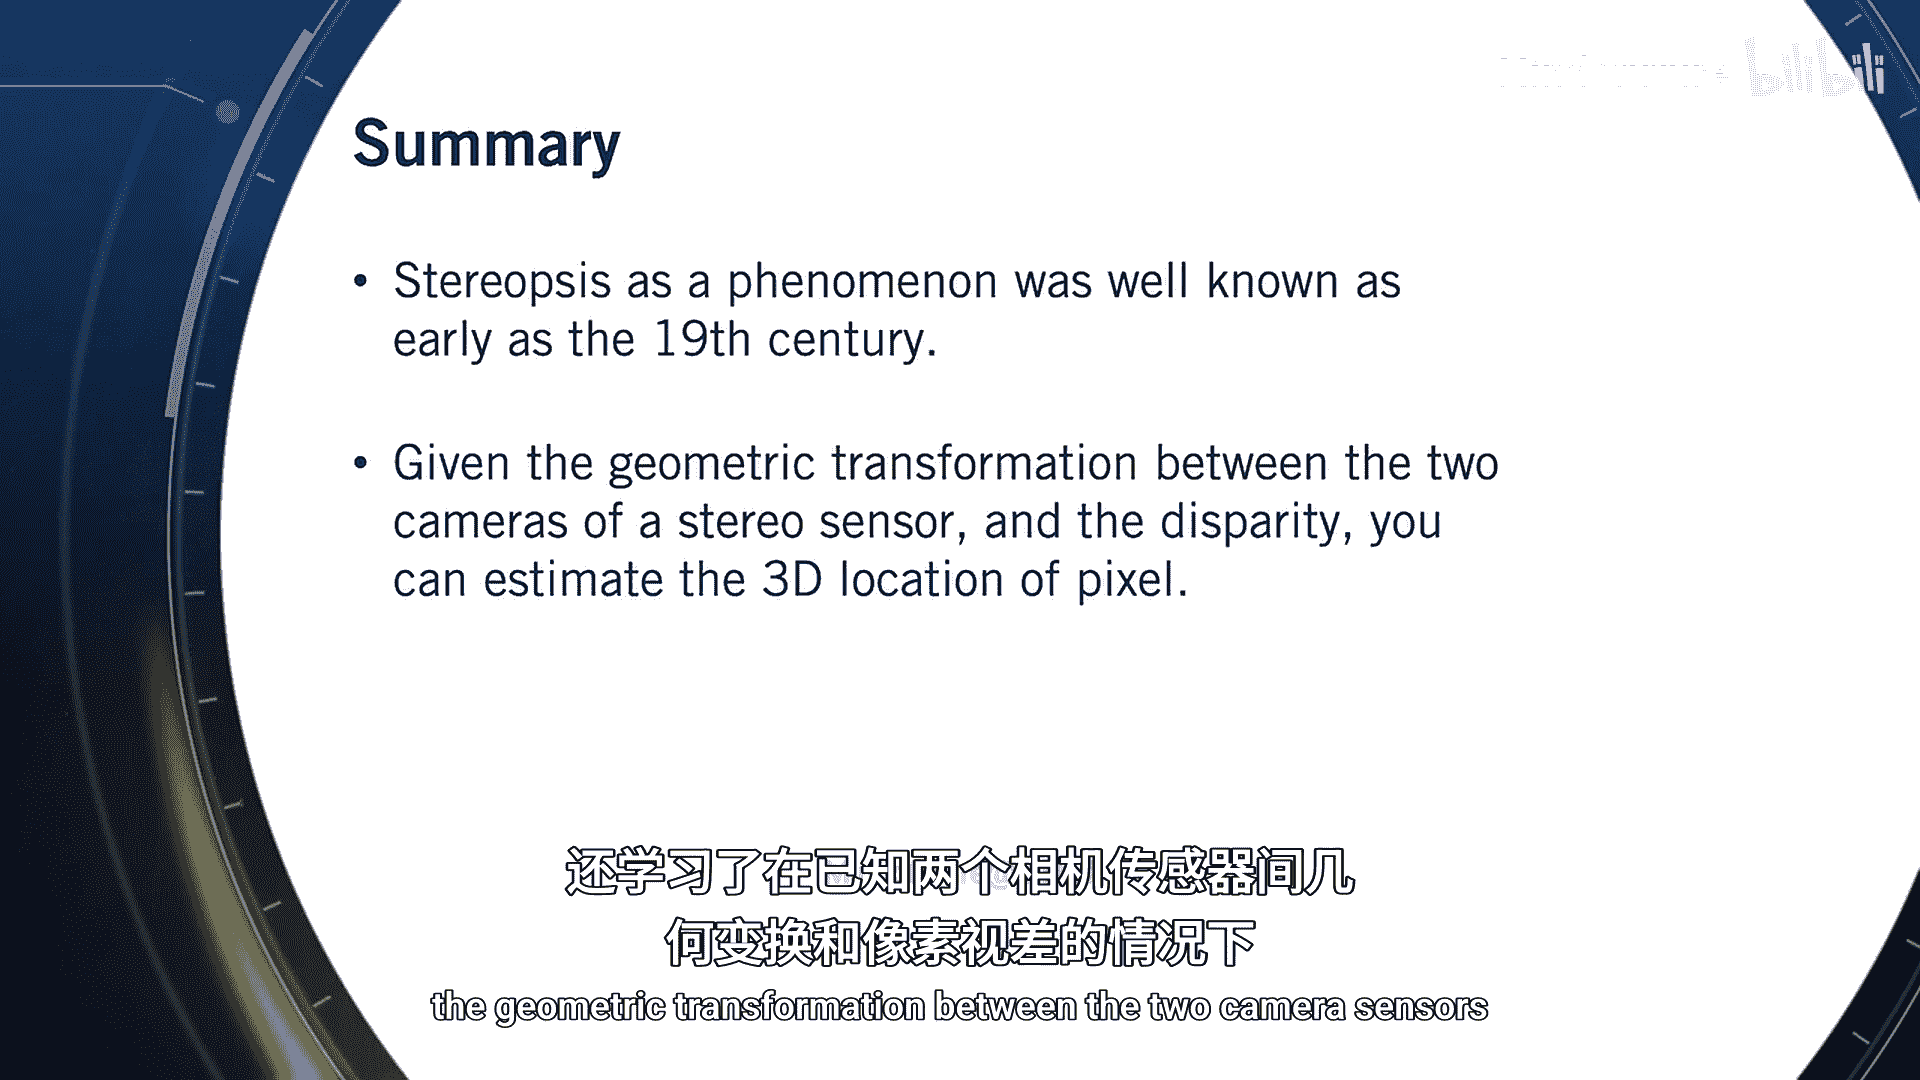 bilibili
Summary
• Stereopsis as a phenomenon was well known as
early as the 19th century.
• Given the geometric transformation between the two
cameras of a stereo sensor, and the disparity, you
can estimate the 3D location of pixel.
还学习了在已知两个相机传感器间几
何变换和像素视差的情况下
the geometric transformation between the two camera sensors